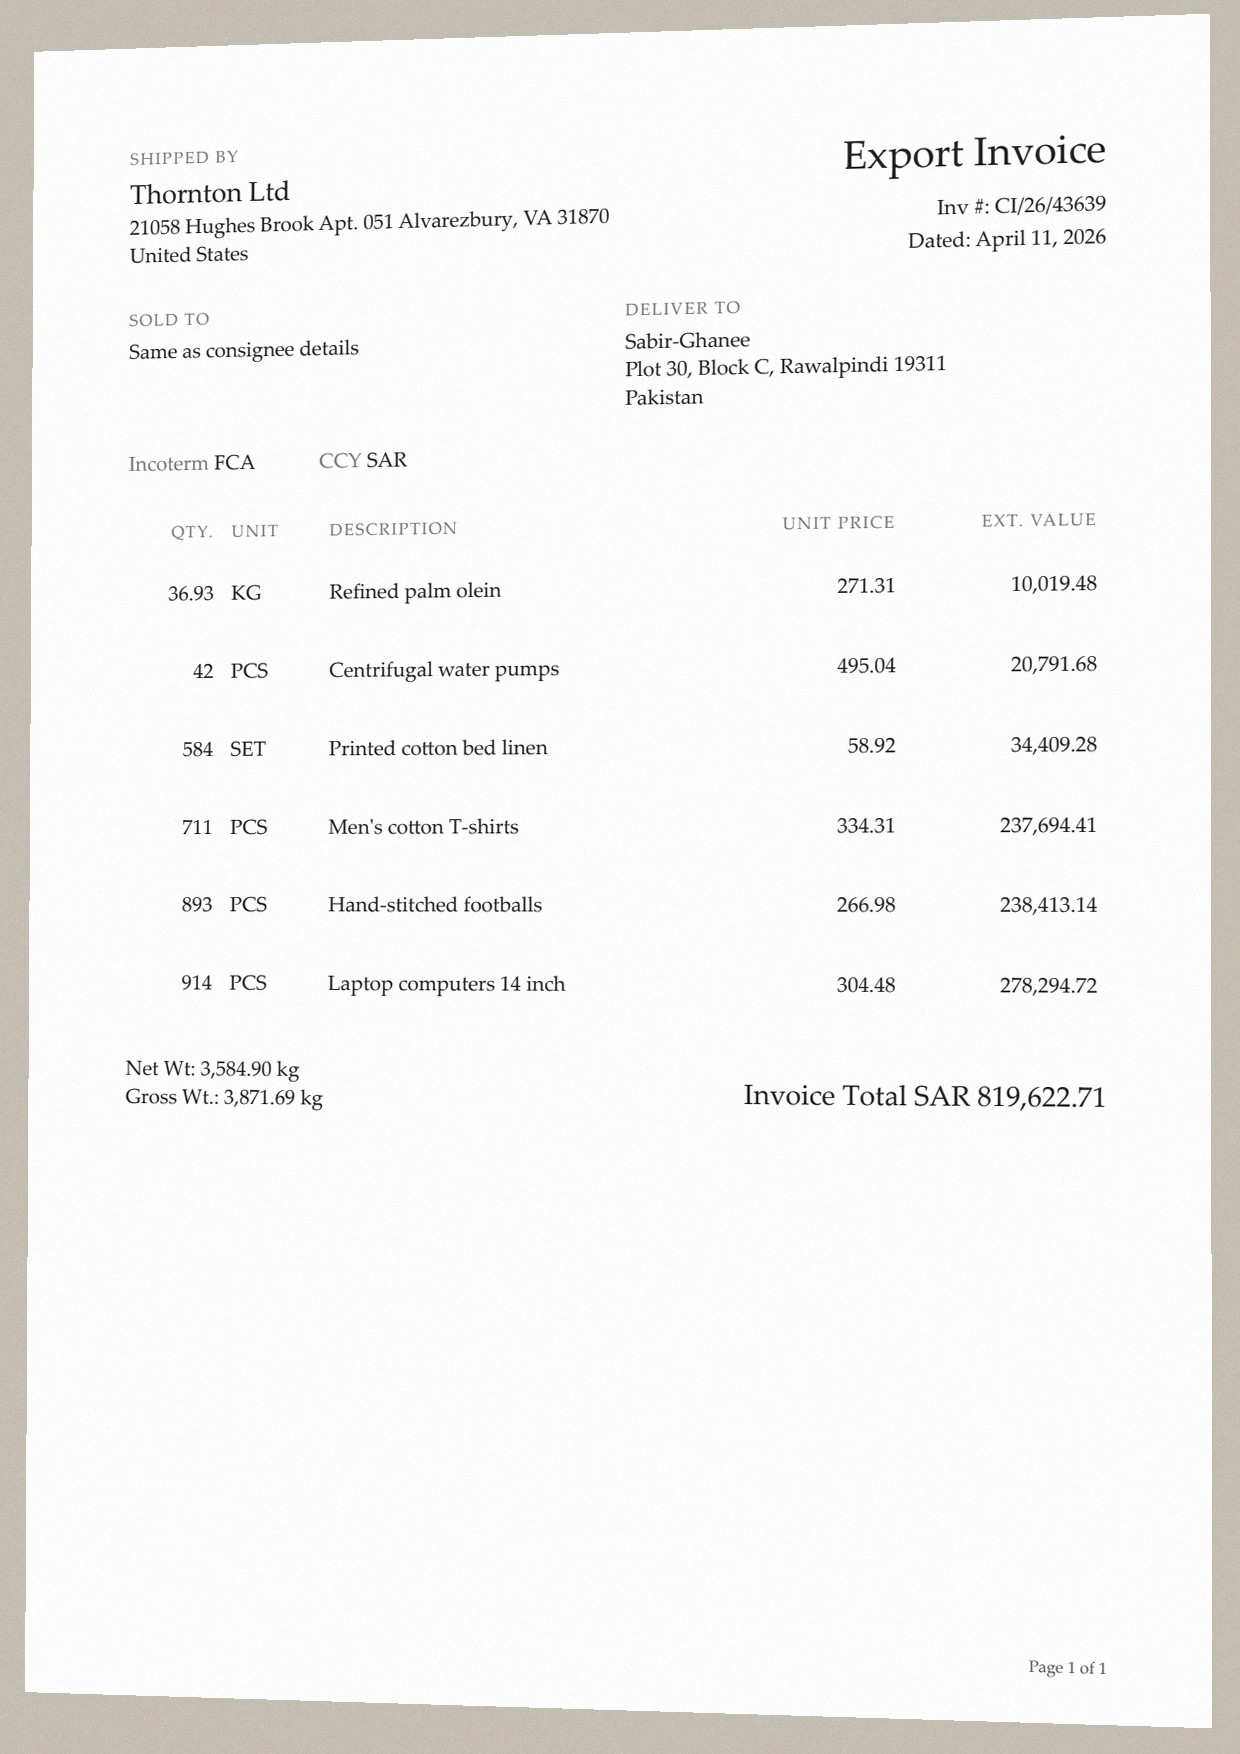 SHIPPED BY
Thornton Ltd
21058 Hughes Brook Apt. 051 Alvarezbury, VA 31870
United States
Export Invoice
Inv #: CI/26/43639
Dated: April 11, 2026
SOLD TO
Same as consignee details
DELIVER TO
Sabir-Ghanee
Plot 30, Block C, Rawalpindi 19311
Pakistan
Incoterm FCA CCY SAR
QTY. UNIT DESCRIPTION UNIT PRICE EXT. VALUE
36.93 KG Refined palm olein 271.31 10,019.48
42 PCS Centrifugal water pumps 495.04 20,791.68
584 SET Printed cotton bed linen 58.92 34,409.28
711 PCS Men's cotton T-shirts 334.31 237,694.41
893 PCS Hand-stitched footballs 266.98 238,413.14
914 PCS Laptop computers 14 inch 304.48 278,294.72
Net Wt: 3,584.90 kg
Gross Wt.: 3,871.69 kg
Invoice Total SAR 819,622.71
Page 1 of 1